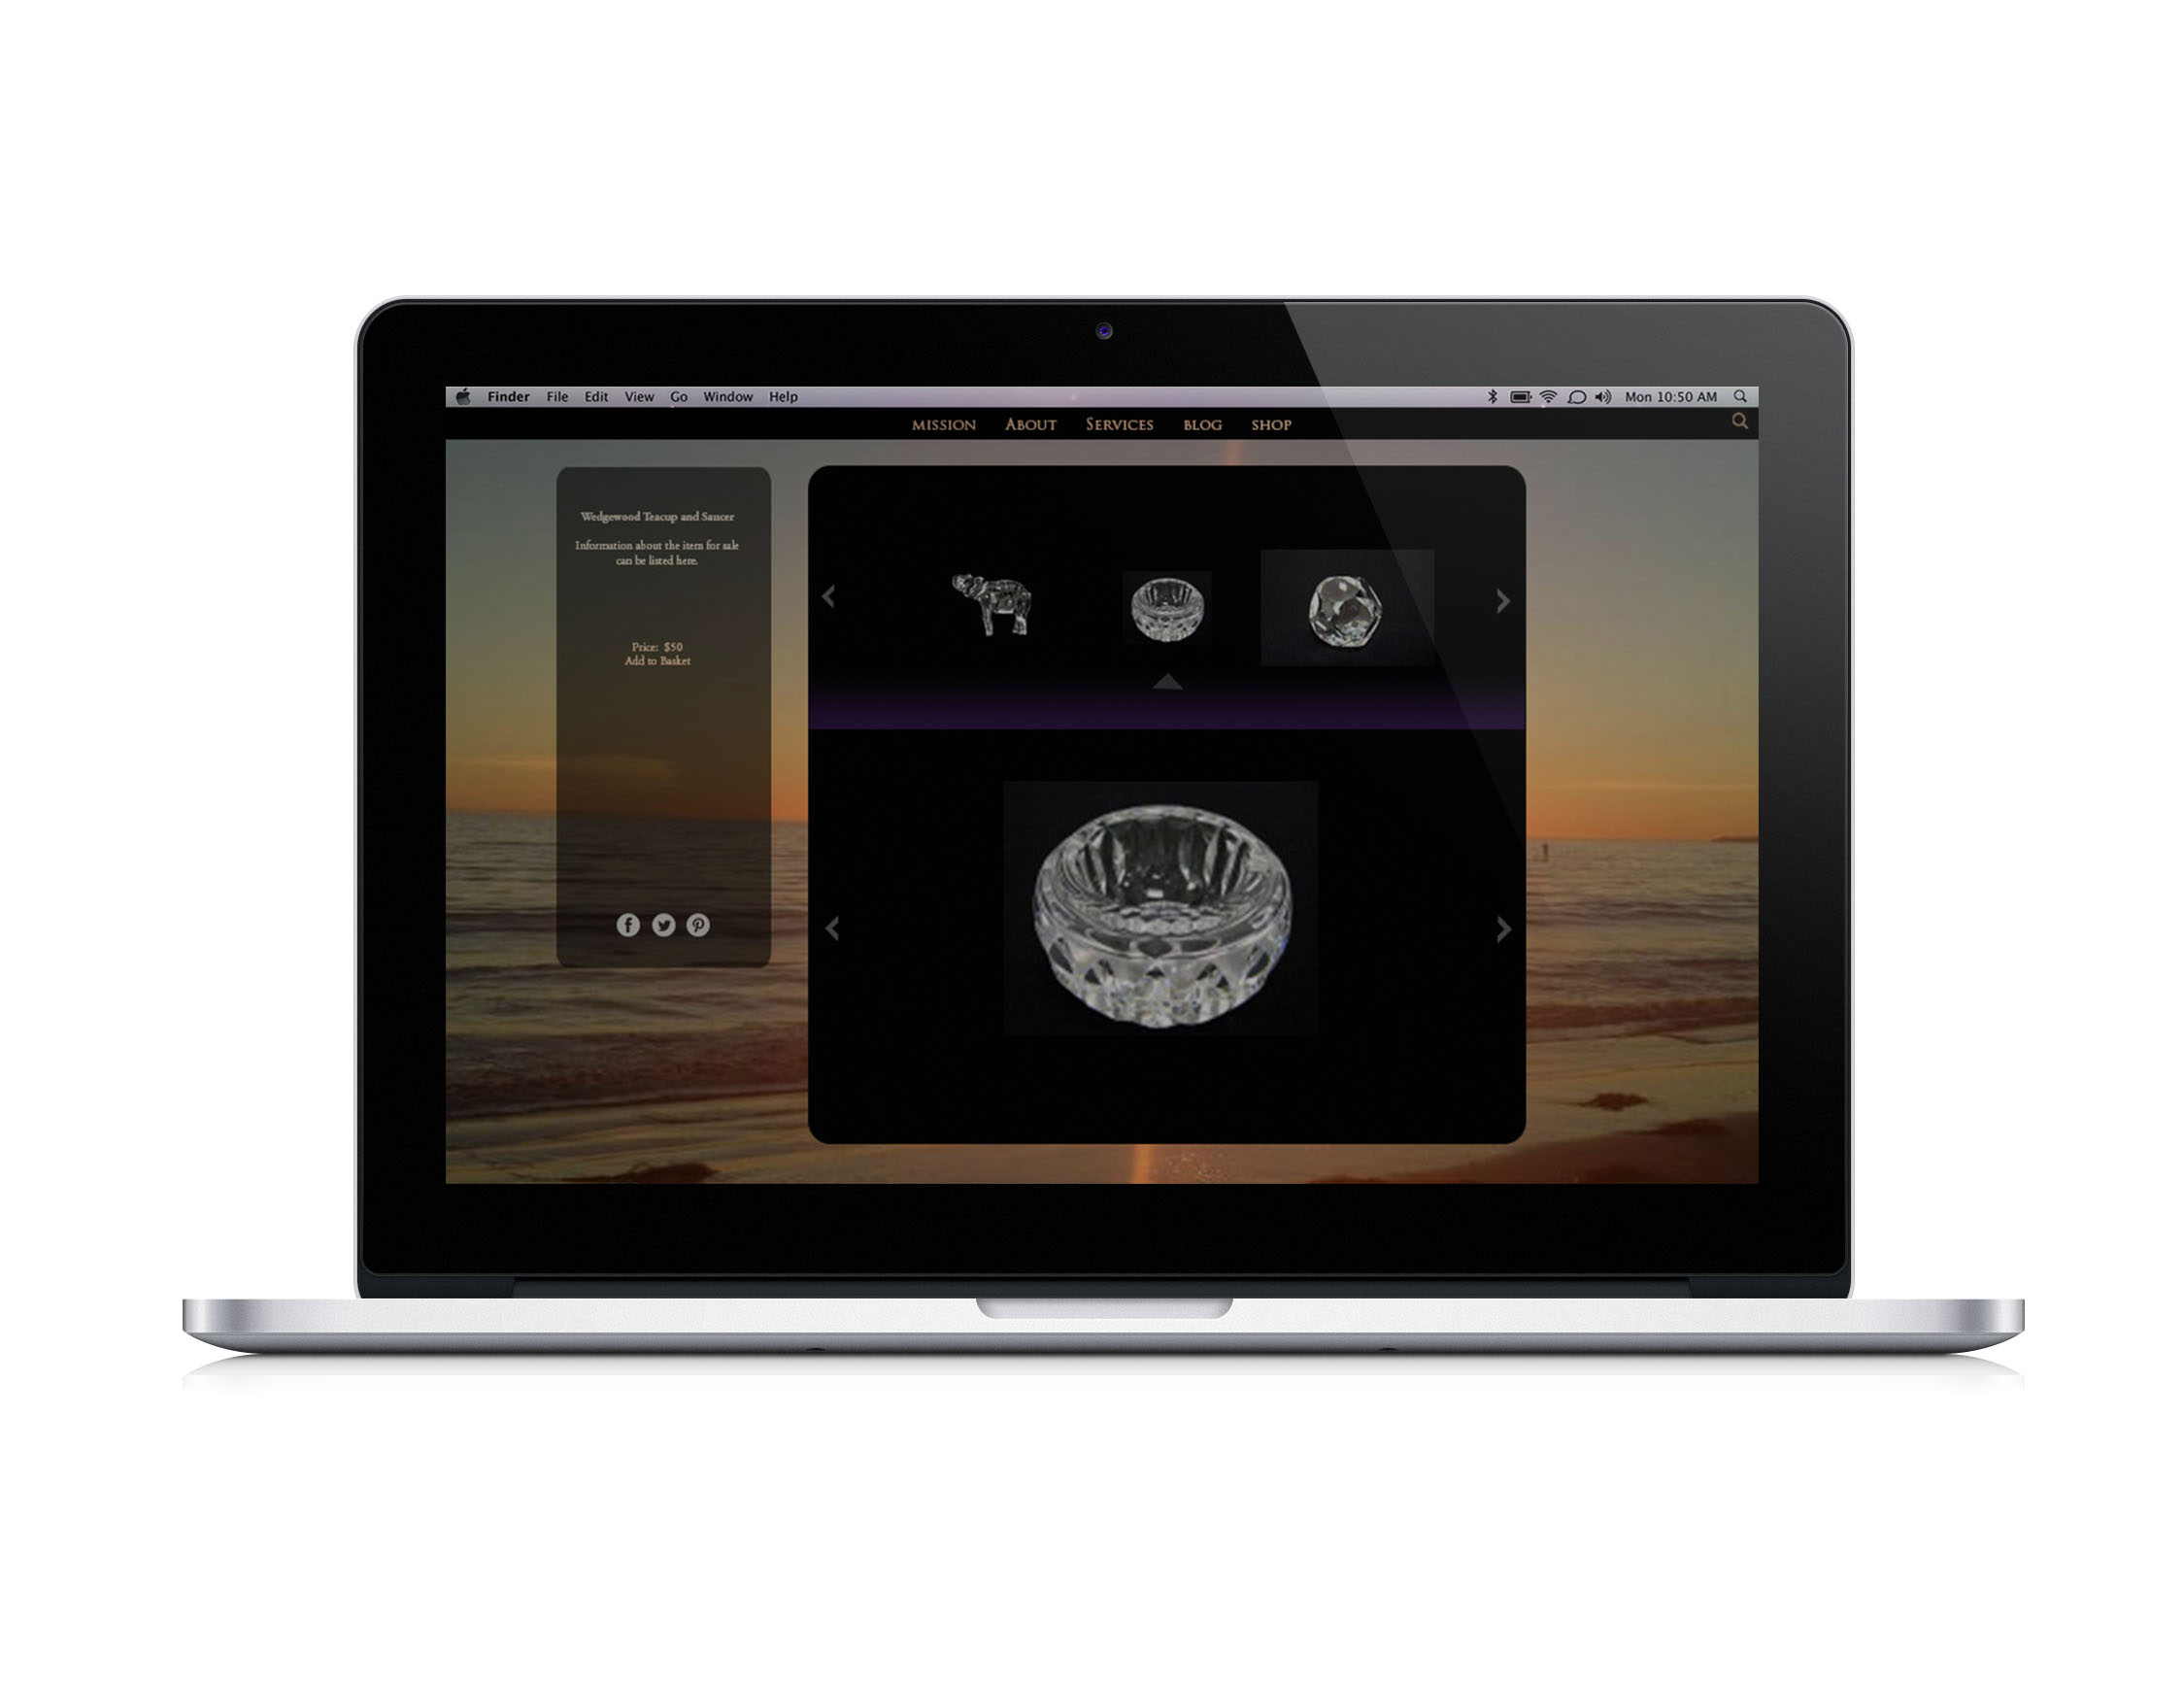 Finder File Edit View Go Window Help Mon 10:50 AM
MISSION ABOUT SERVICES BLOG SHOP
Wedgewood Teacup and Saucer
Information about the item for sale
can be listed here.
Price: $50
Add to Basket